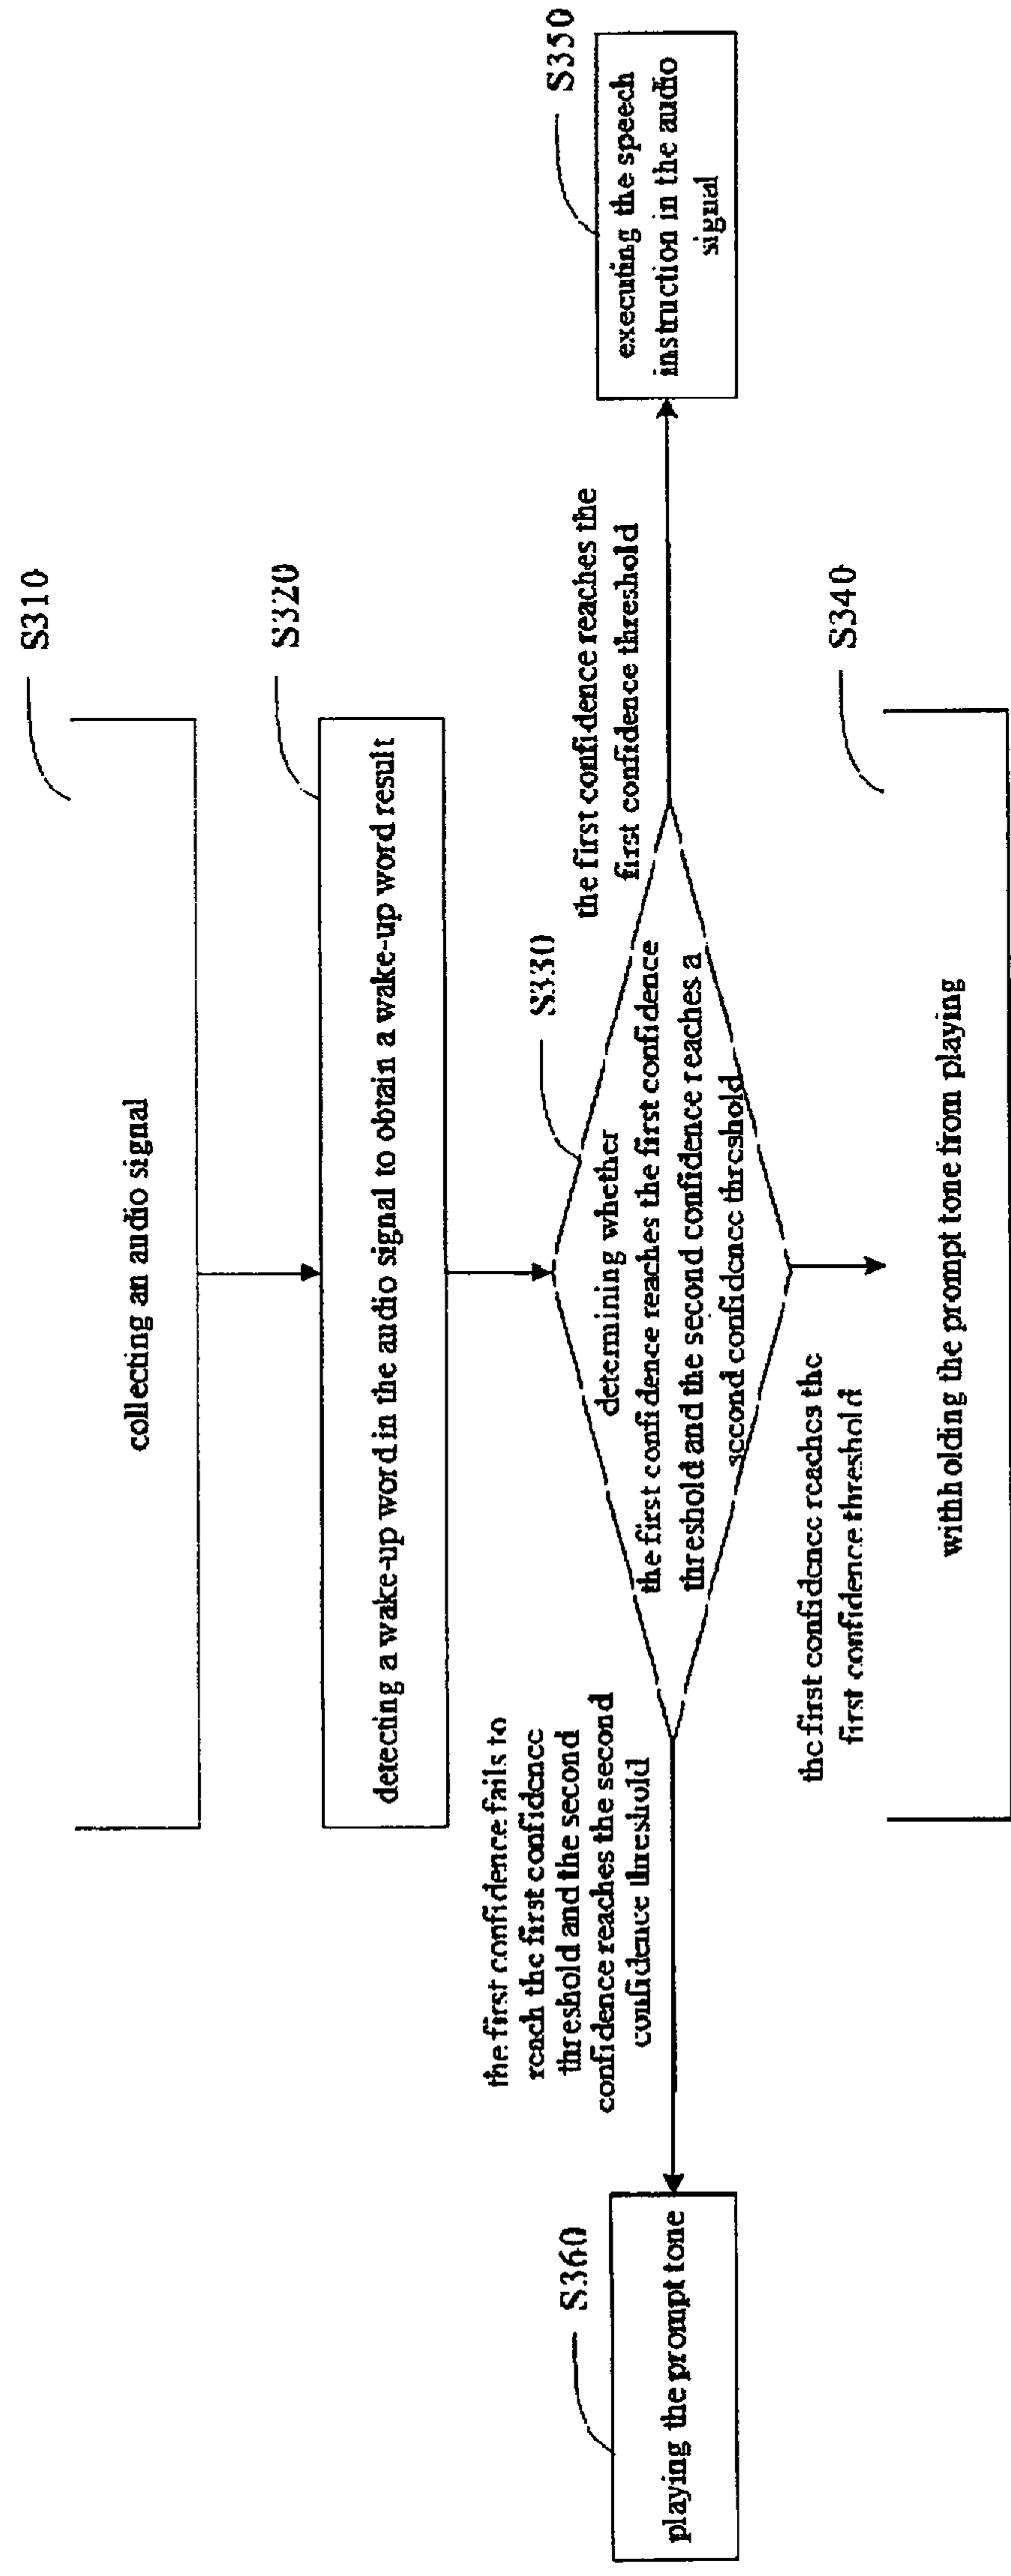 S310
collecting an audio signal
S320
detecting a wake-up word in the audio signal to obtain a wake-up word result
S330
determining whether
the first confidence reaches the first confidence
threshold and the second confidence reaches a
second confidence threshold
the first confidence fails to
reach the first confidence
threshold and the second
confidence reaches the second
confidence threshold
S360
playing the prompt tone
the first confidence reaches the
first confidence threshold
S350
executing the speech
instruction in the audio
signal
the first confidence reaches the
first confidence threshold
S340
withholding the prompt tone from playing